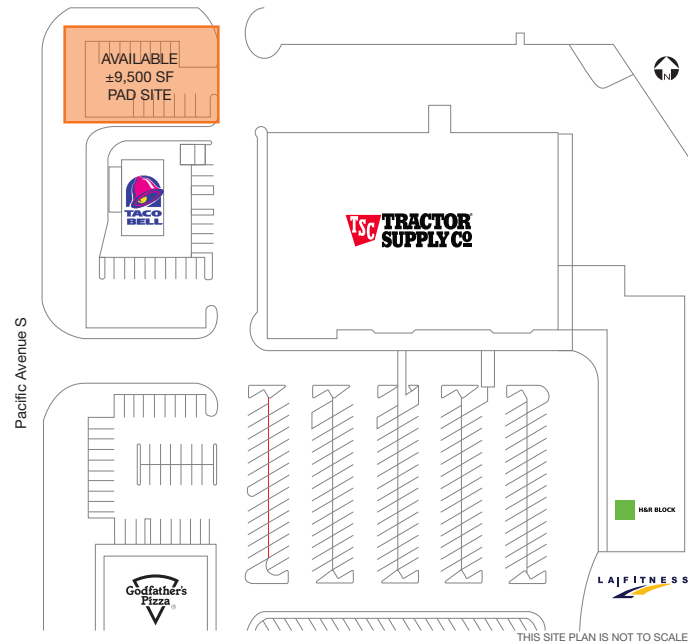 AVAILABLE
±9,500 SF
PAD SITE
N
TACO
BELL
TSC TRACTOR
SUPPLY CO
Pacific Avenue S
H&R BLOCK
Godfather's
Pizza
®
LA FITNESS
THIS SITE PLAN IS NOT TO SCALE